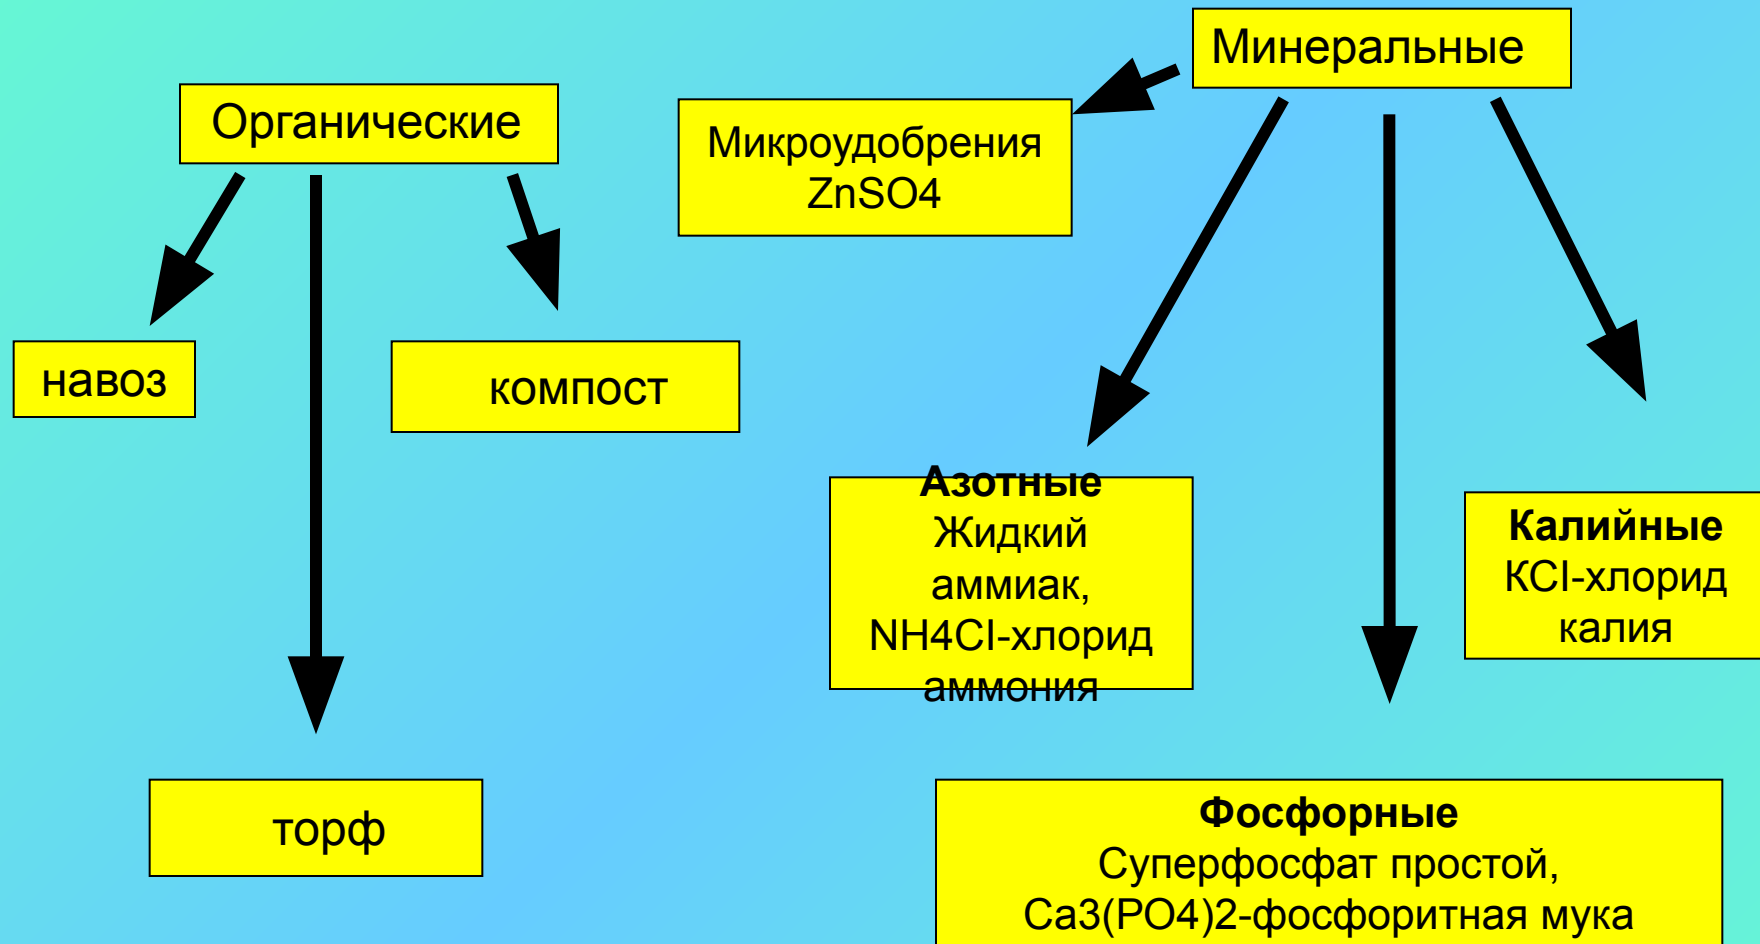 Минеральные
Органические
Микроудобрения
ZnSO4
навоз
компост
Азотные
Жидкий
аммиак,
NH4Cl-хлорид
аммония
Калийные
KCl-хлорид
калия
торф
Фосфорные
Суперфосфат простой,
Ca3(PO4)2-фосфоритная мука